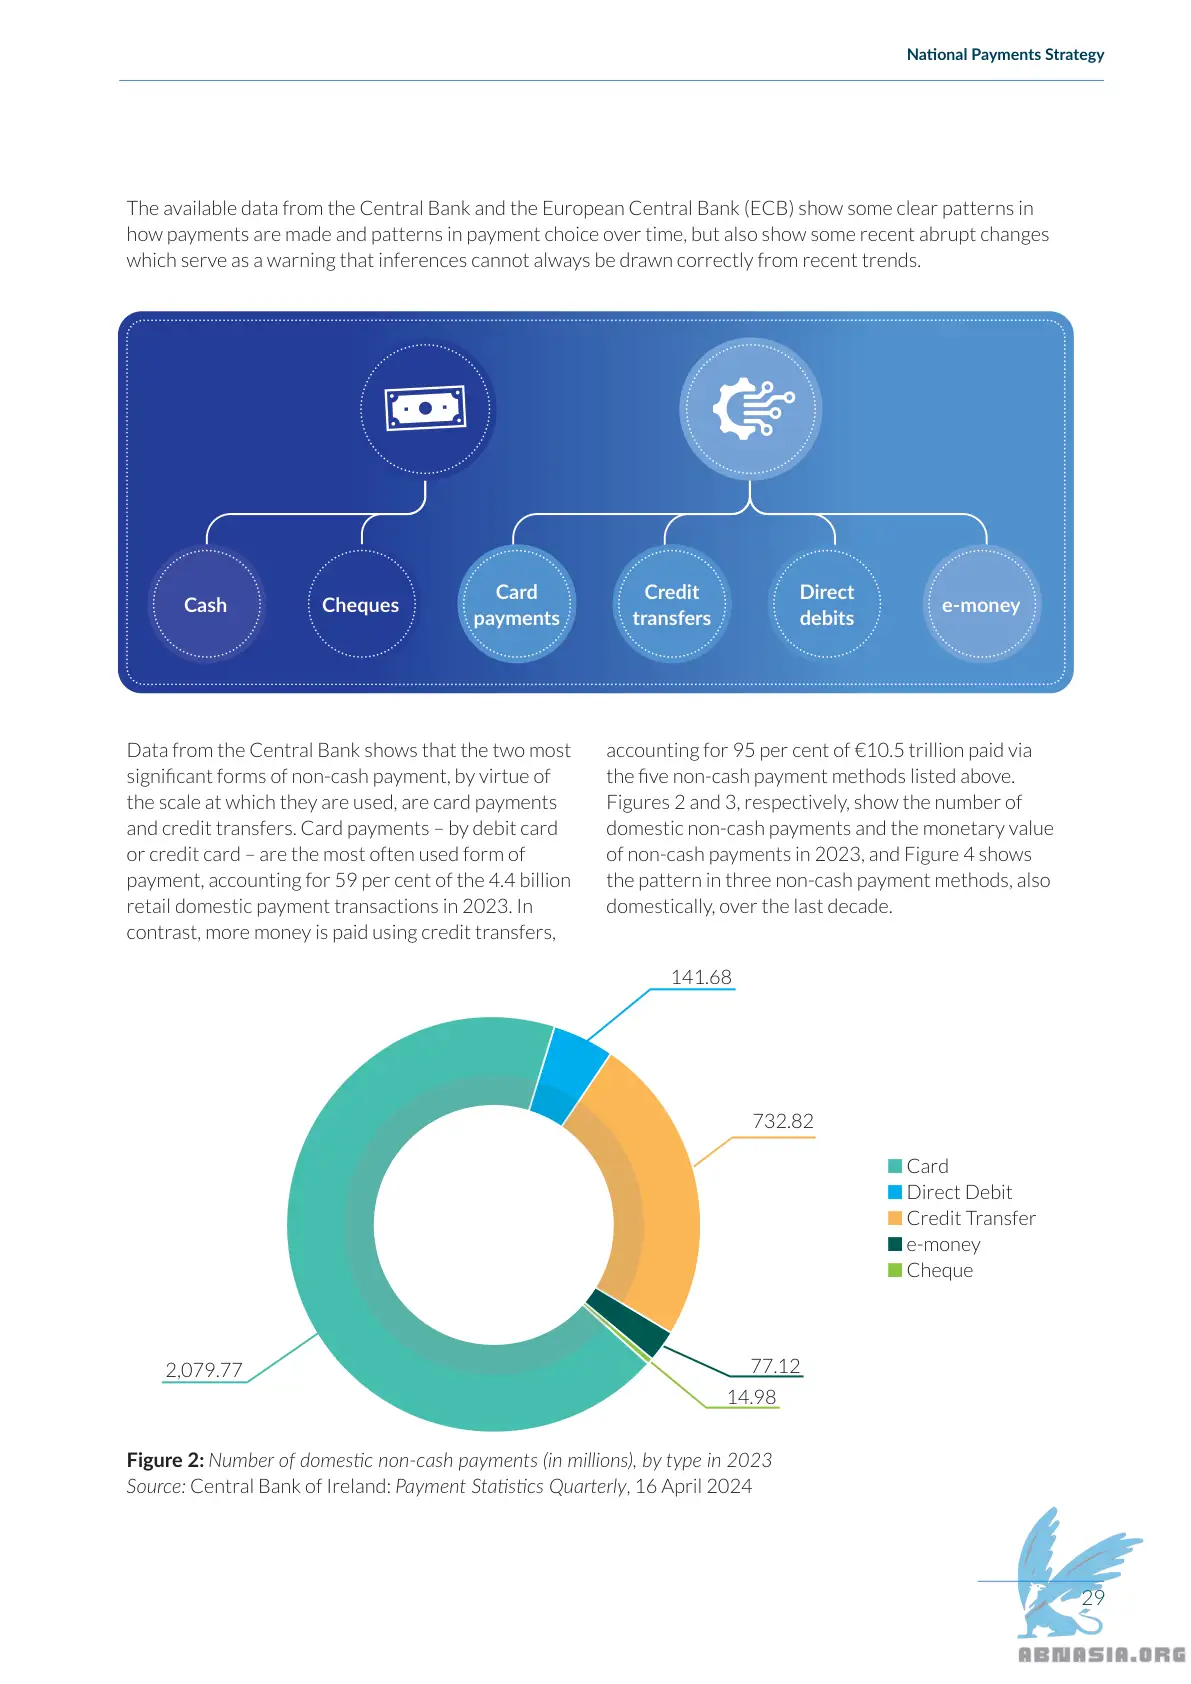 National Payments Strategy
The available data from the Central Bank and the European Central Bank (ECB) show some clear patterns in
how payments are made and patterns in payment choice over time, but also show some recent abrupt changes
which serve as a warning that inferences cannot always be drawn correctly from recent trends.
Cash
Cheques
Card
payments
Credit
transfers
Direct
debits
e-money
Data from the Central Bank shows that the two most
significant forms of non-cash payment, by virtue of
the scale at which they are used, are card payments
and credit transfers. Card payments – by debit card
or credit card – are the most often used form of
payment, accounting for 59 per cent of the 4.4 billion
retail domestic payment transactions in 2023. In
contrast, more money is paid using credit transfers,
accounting for 95 per cent of €10.5 trillion paid via
the five non-cash payment methods listed above.
Figures 2 and 3, respectively, show the number of
domestic non-cash payments and the monetary value
of non-cash payments in 2023, and Figure 4 shows
the pattern in three non-cash payment methods, also
domestically, over the last decade.
141.68
732.82
Card
Direct Debit
Credit Transfer
e-money
Cheque
2,079.77
77.12
14.98
Figure 2: Number of domestic non-cash payments (in millions), by type in 2023
Source: Central Bank of Ireland: Payment Statistics Quarterly, 16 April 2024
29
ABNASIA.ORG